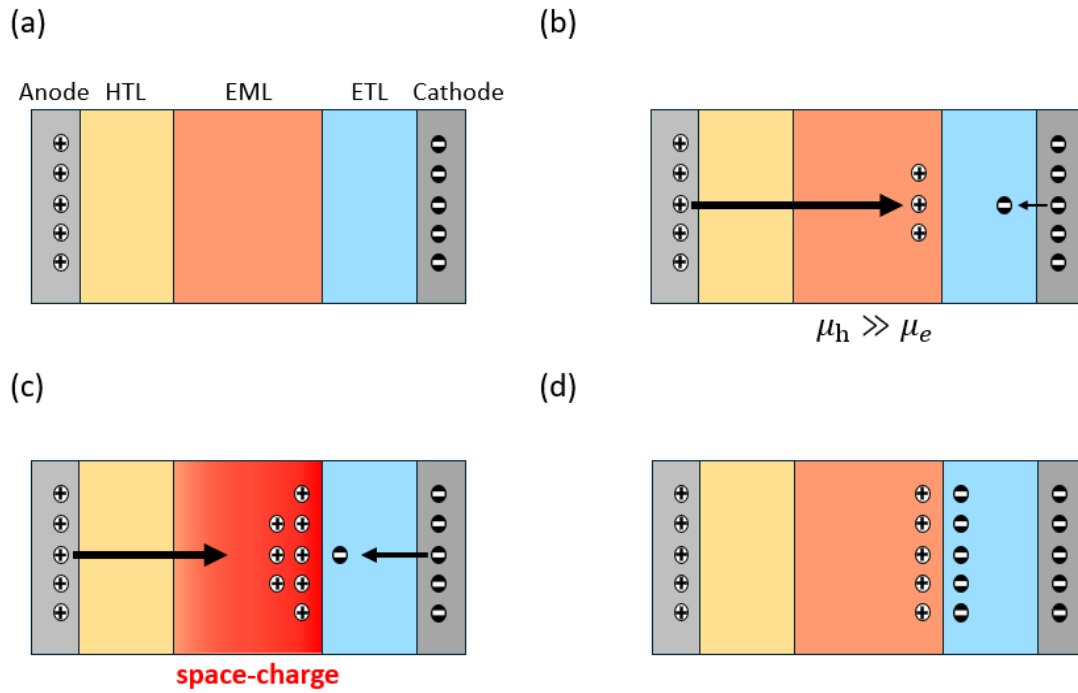 (a)
Anode HTL EML ETL Cathode
(b)
μh ≫ μe
(c)
space-charge
(d)